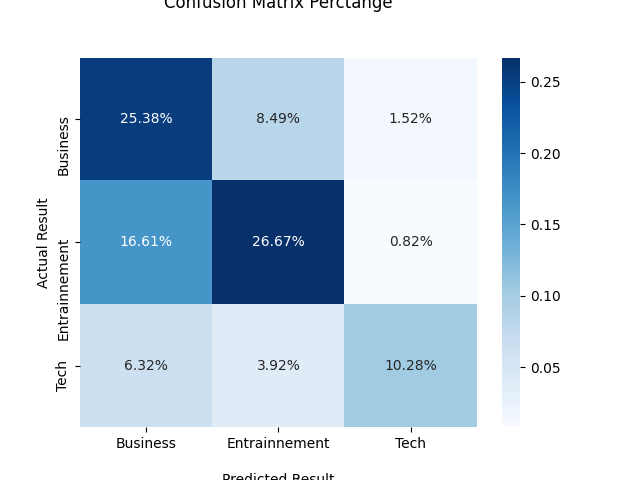 Confusion Matrix Perctange
Business
25.38%
8.49%
1.52%
Entrainnement
16.61%
26.67%
0.82%
Tech
6.32%
3.92%
10.28%
Actual Result
Business
Entrainnement
Tech
Predicted Result
0.25
0.20
0.15
0.10
0.05